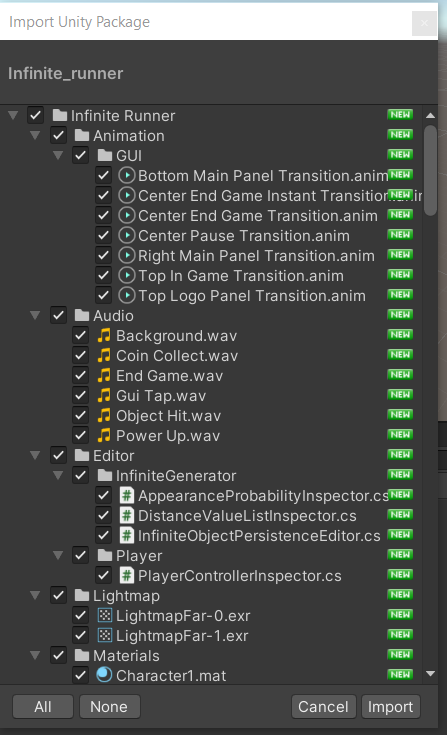 Import Unity Package
Infinite_runner
Infinite Runner NEW
Animation NEW
GUI NEW
Bottom Main Panel Transition.anim NEW
Center End Game Instant Transition.anim NEW
Center End Game Transition.anim NEW
Center Pause Transition.anim NEW
Right Main Panel Transition.anim NEW
Top In Game Transition.anim NEW
Top Logo Panel Transition.anim NEW
Audio NEW
Background.wav NEW
Coin Collect.wav NEW
End Game.wav NEW
Gui Tap.wav NEW
Object Hit.wav NEW
Power Up.wav NEW
Editor NEW
InfiniteGenerator NEW
AppearanceProbabilityInspector.cs NEW
DistanceValueListInspector.cs NEW
InfiniteObjectPersistenceEditor.cs NEW
Player NEW
PlayerControllerInspector.cs NEW
Lightmap NEW
LightmapFar-0.exr NEW
LightmapFar-1.exr NEW
Materials NEW
Character1.mat NEW
All None Cancel Import